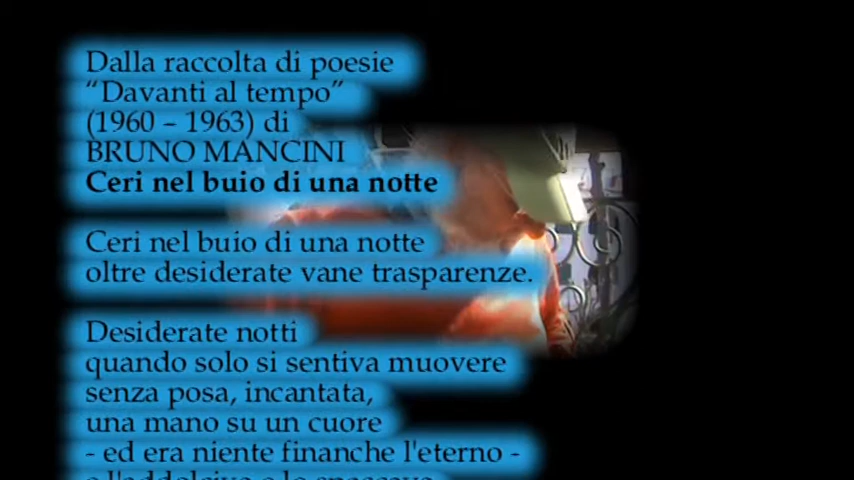 Dalla raccolta di poesie
“Davanti al tempo”
(1960 – 1963) di
BRUNO MANCINI
Ceri nel buio di una notte
Ceri nel buio di una notte
oltre desiderate vane trasparenze.
Desiderate notti
quando solo si sentiva muovere
senza posa, incantata,
una mano su un cuore
- ed era niente finanche l'eterno -